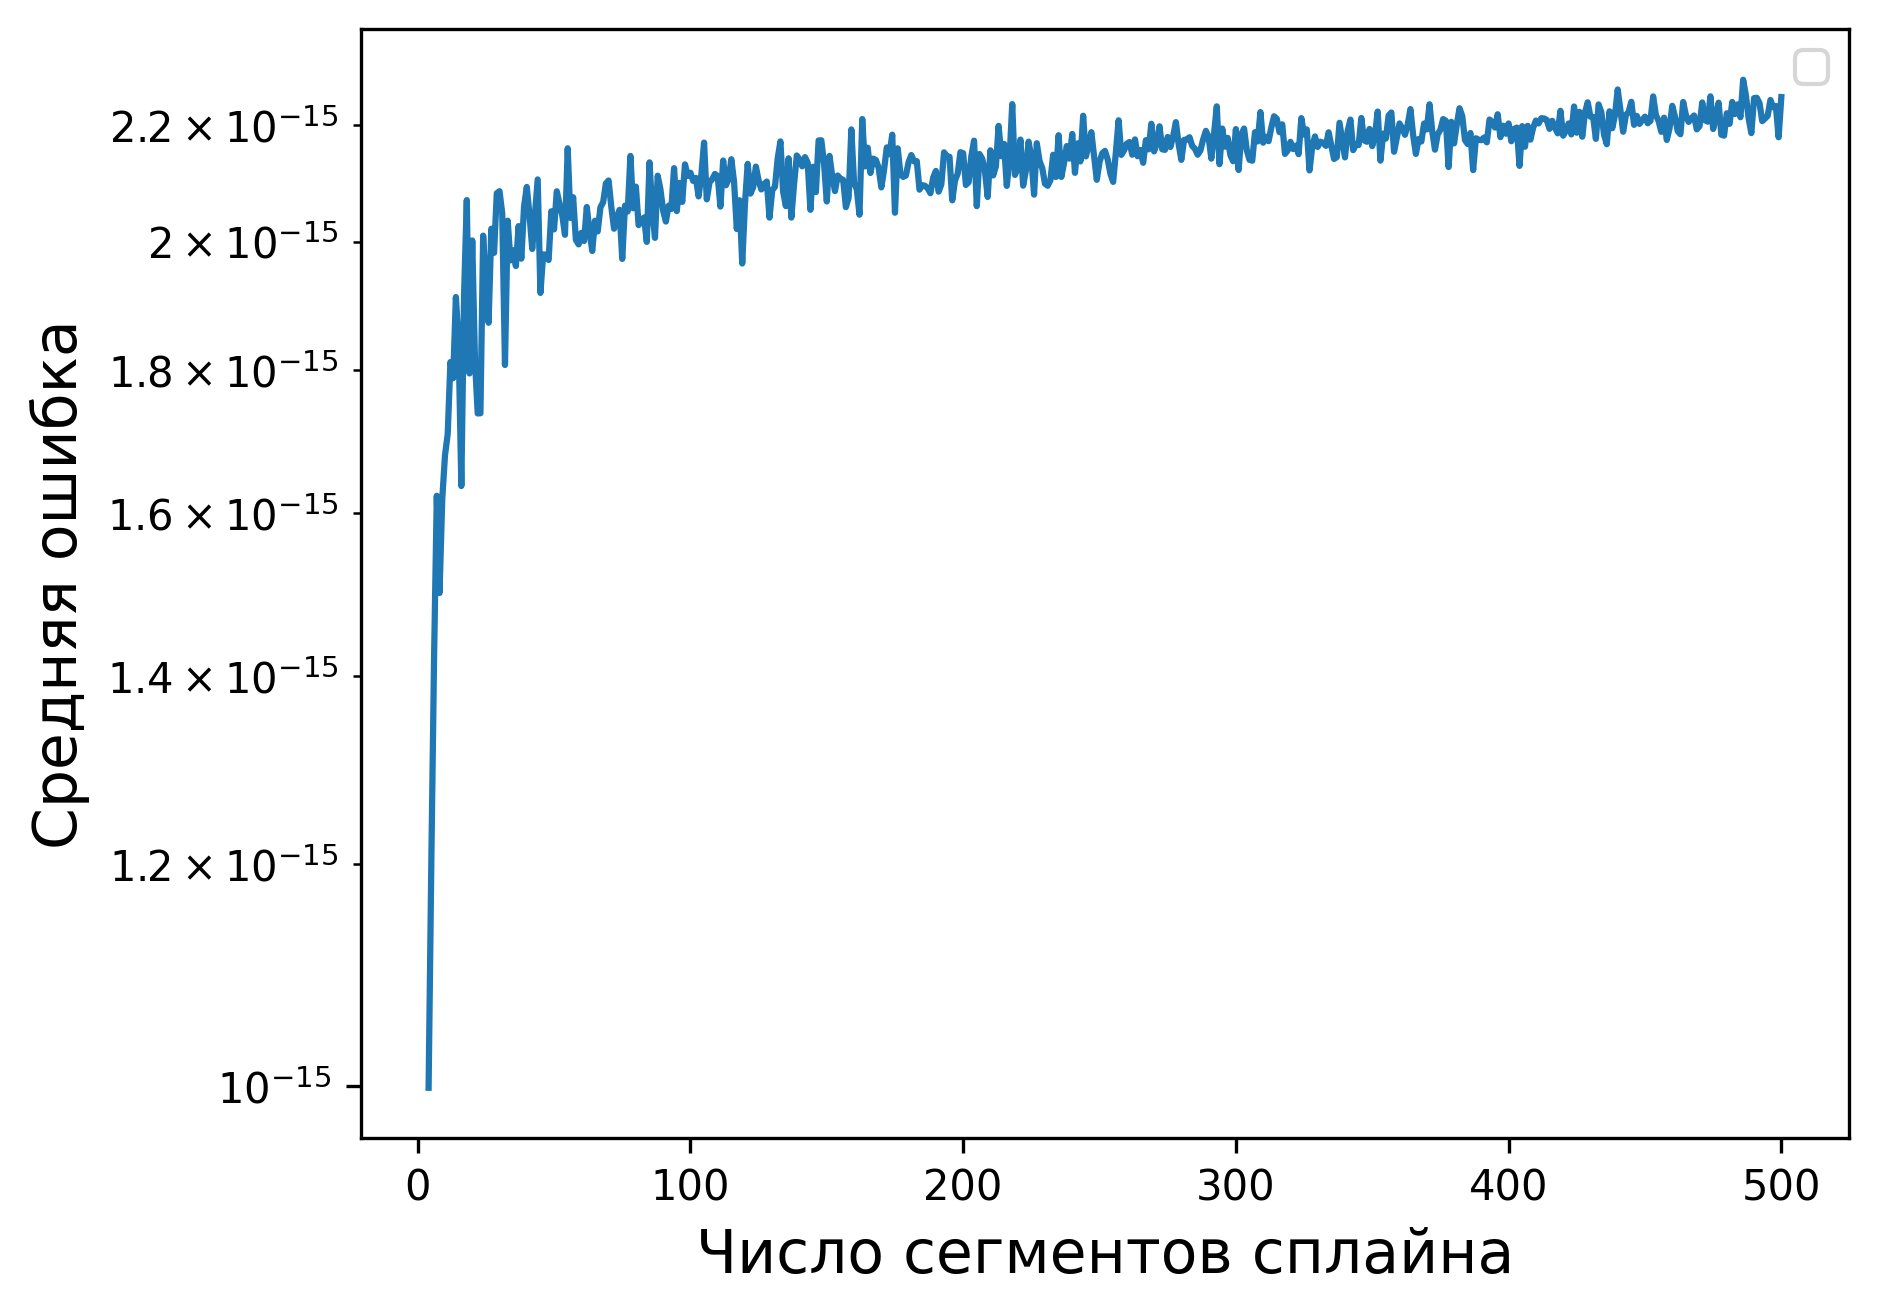 Средняя ошибка
2.2 × 10⁻¹⁵
2 × 10⁻¹⁵
1.8 × 10⁻¹⁵
1.6 × 10⁻¹⁵
1.4 × 10⁻¹⁵
1.2 × 10⁻¹⁵
10⁻¹⁵
0 100 200 300 400 500
Число сегментов сплайна